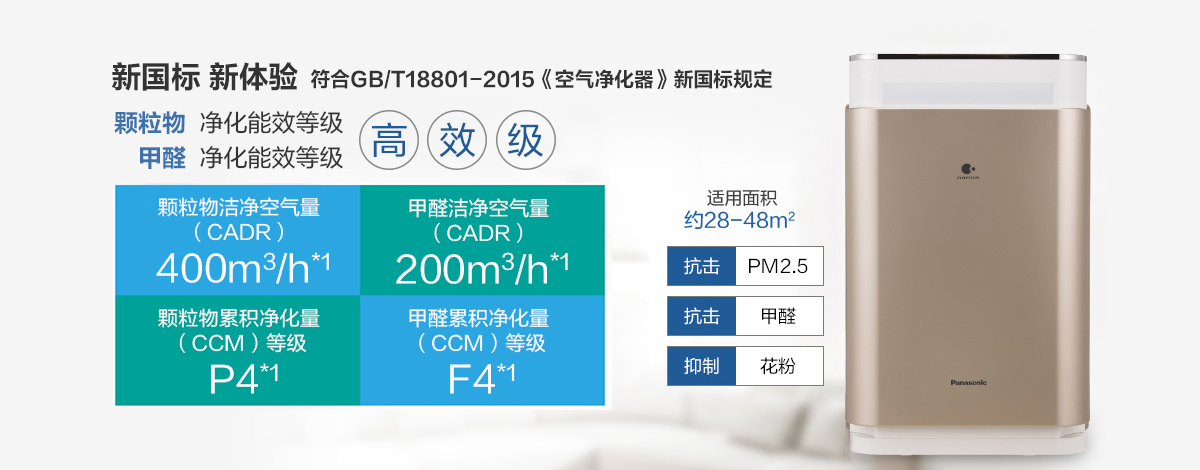 新国标 新体验 符合GB/T18801-2015《空气净化器》新国标规定
颗粒物 净化能效等级
甲醛 净化能效等级
高 效 级
颗粒物洁净空气量
（CADR）
400m³/h*1
甲醛洁净空气量
（CADR）
200m³/h*1
颗粒物累积净化量
（CCM）等级
P4*1
甲醛累积净化量
（CCM）等级
F4*1
适用面积
约28-48m²
抗击 PM2.5
抗击 甲醛
抑制 花粉
Panasonic